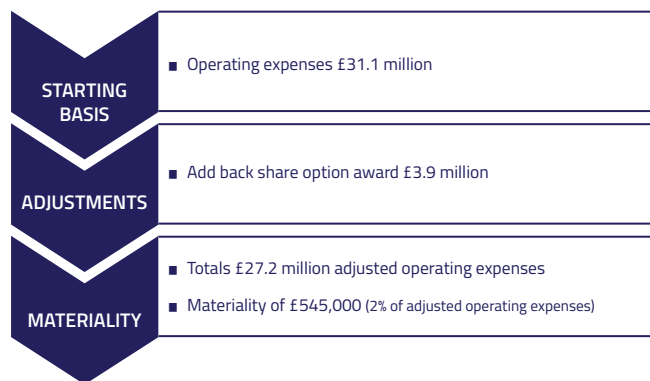 STARTING
BASIS
■ Operating expenses £31.1 million
ADJUSTMENTS
■ Add back share option award £3.9 million
MATERIALITY
■ Totals £27.2 million adjusted operating expenses
■ Materiality of £545,000 (2% of adjusted operating expenses)